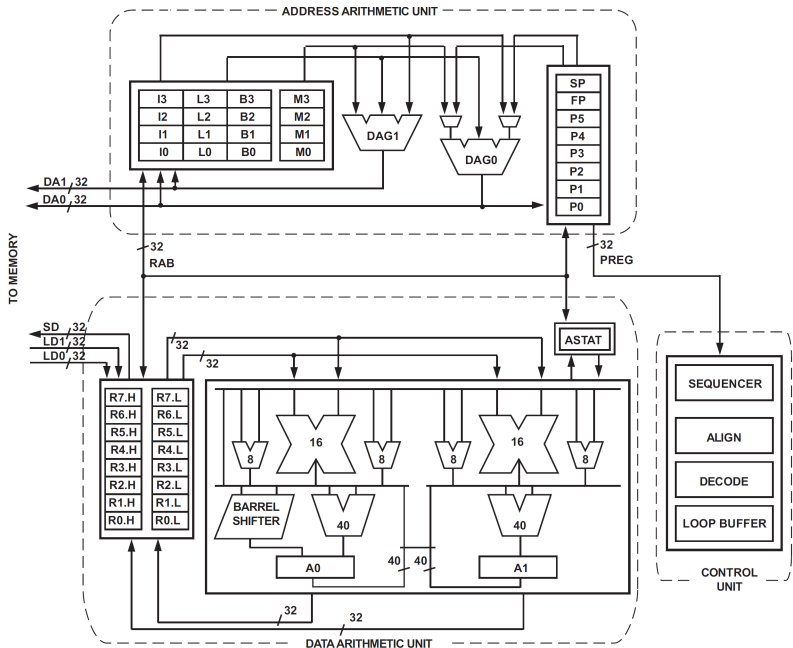 ADDRESS ARITHMETIC UNIT
I3 L3 B3 M3
I2 L2 B2 M2
I1 L1 B1 M1
I0 L0 B0 M0
DAG1
DAG0
SP
FP
P5
P4
P3
P2
P1
P0
DA1 32
DA0 32
TO MEMORY
32
RAB
32
PREG
SD 32
LD1 32
LD0 32
32
32
ASTAT
R7.H R7.L
R6.H R6.L
R5.H R5.L
R4.H R4.L
R3.H R3.L
R2.H R2.L
R1.H R1.L
R0.H R0.L
16
8 8
16
8 8
BARREL
SHIFTER
40
40
A0
40 40
A1
32
32
DATA ARITHMETIC UNIT
SEQUENCER
ALIGN
DECODE
LOOP BUFFER
CONTROL
UNIT